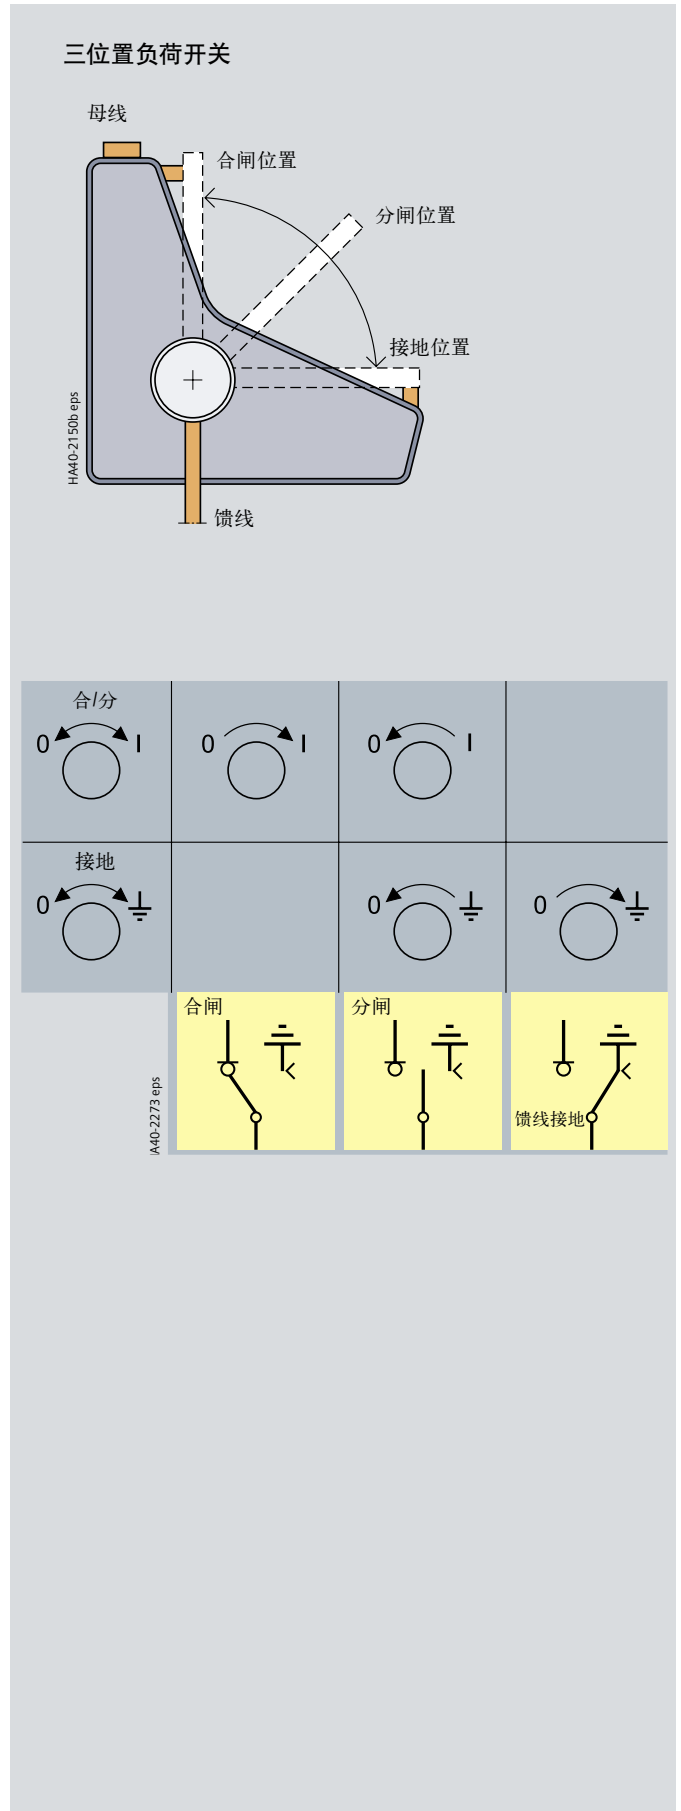 三位置负荷开关
母线
合闸位置
分闸位置
接地位置
HA40-2150b eps
馈线
合/分
0 I
0 I
0 I
接地
0
0
0
合闸
分闸
馈线接地
A40-2273 eps